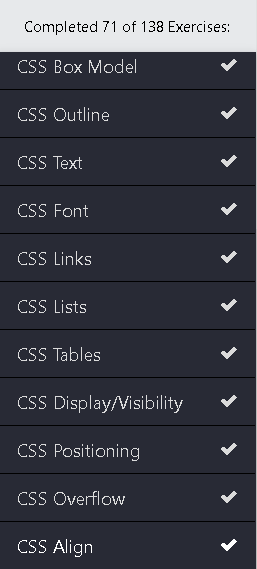 Completed 71 of 138 Exercises:
CSS Box Model
CSS Outline
CSS Text
CSS Font
CSS Links
CSS Lists
CSS Tables
CSS Display/Visibility
CSS Positioning
CSS Overflow
CSS Align